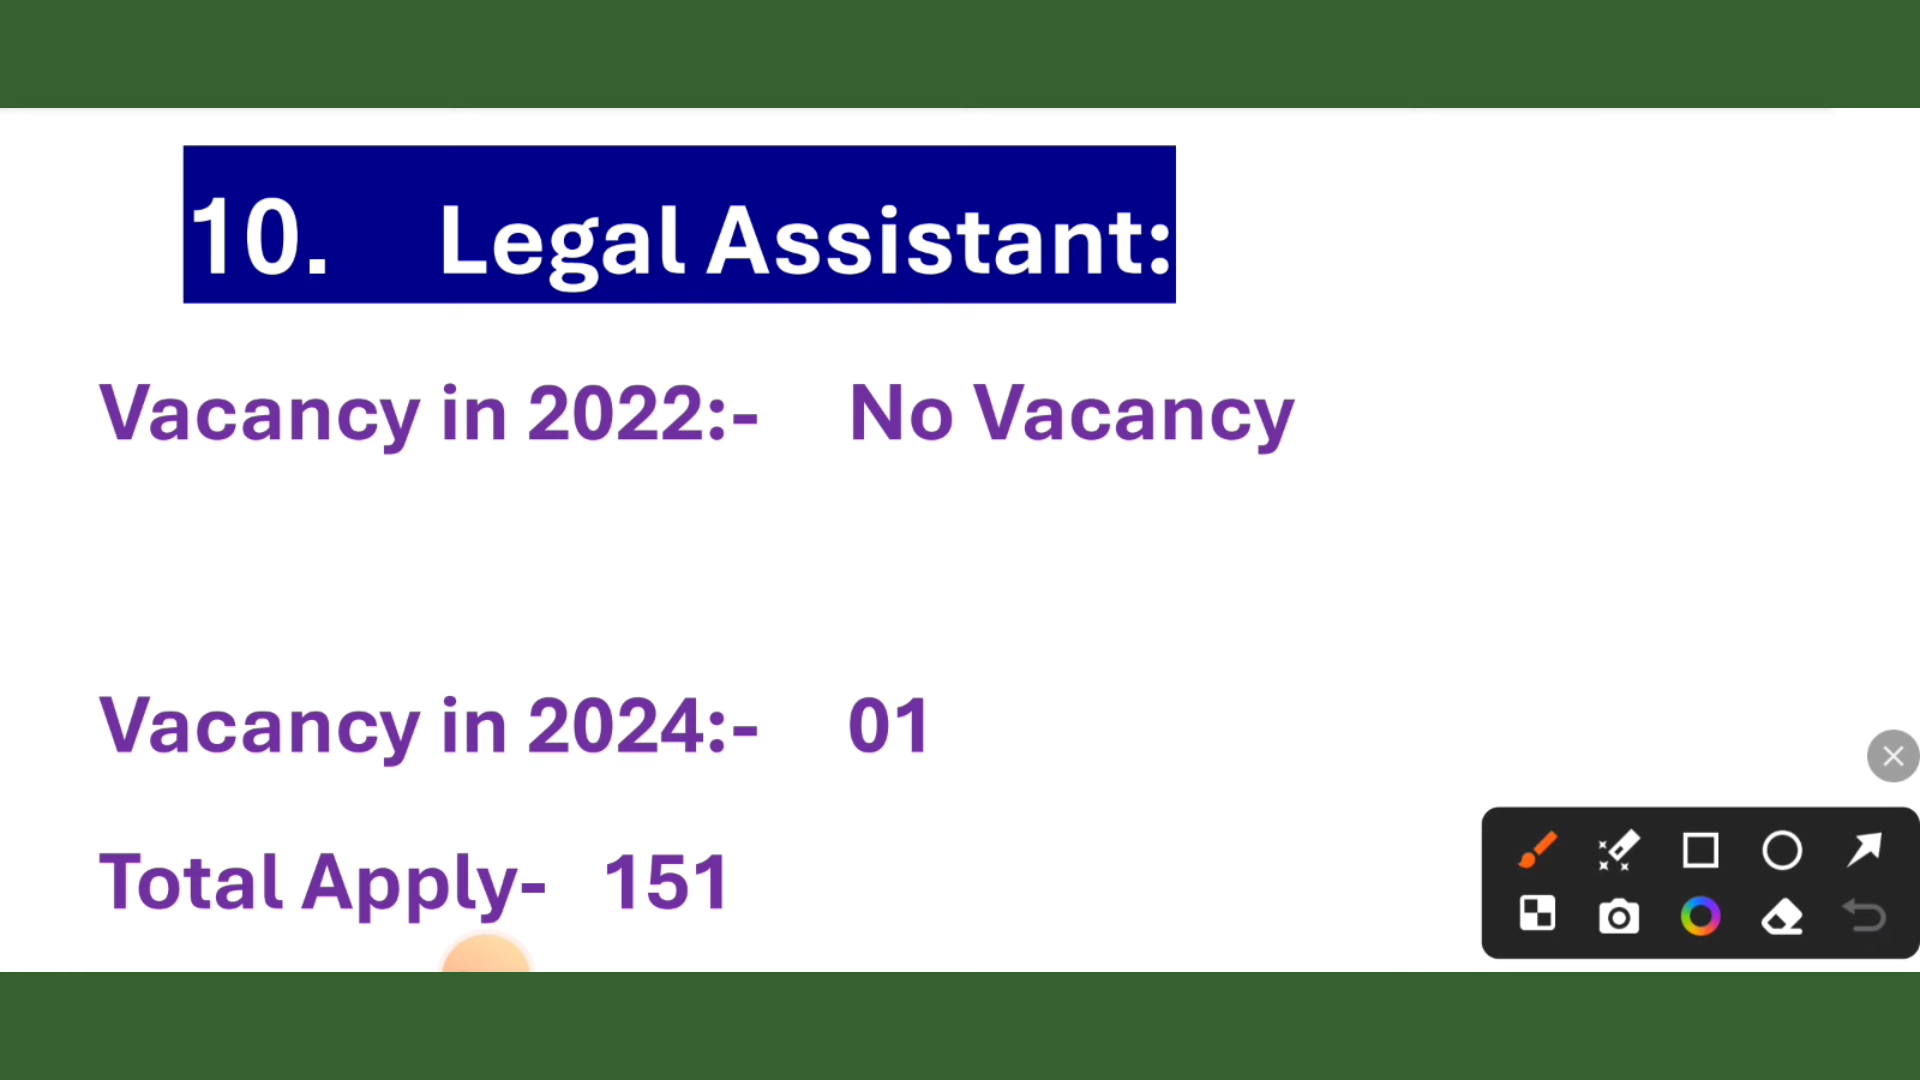 10. Legal Assistant:
Vacancy in 2022:- No Vacancy
Vacancy in 2024:- 01
Total Apply- 151